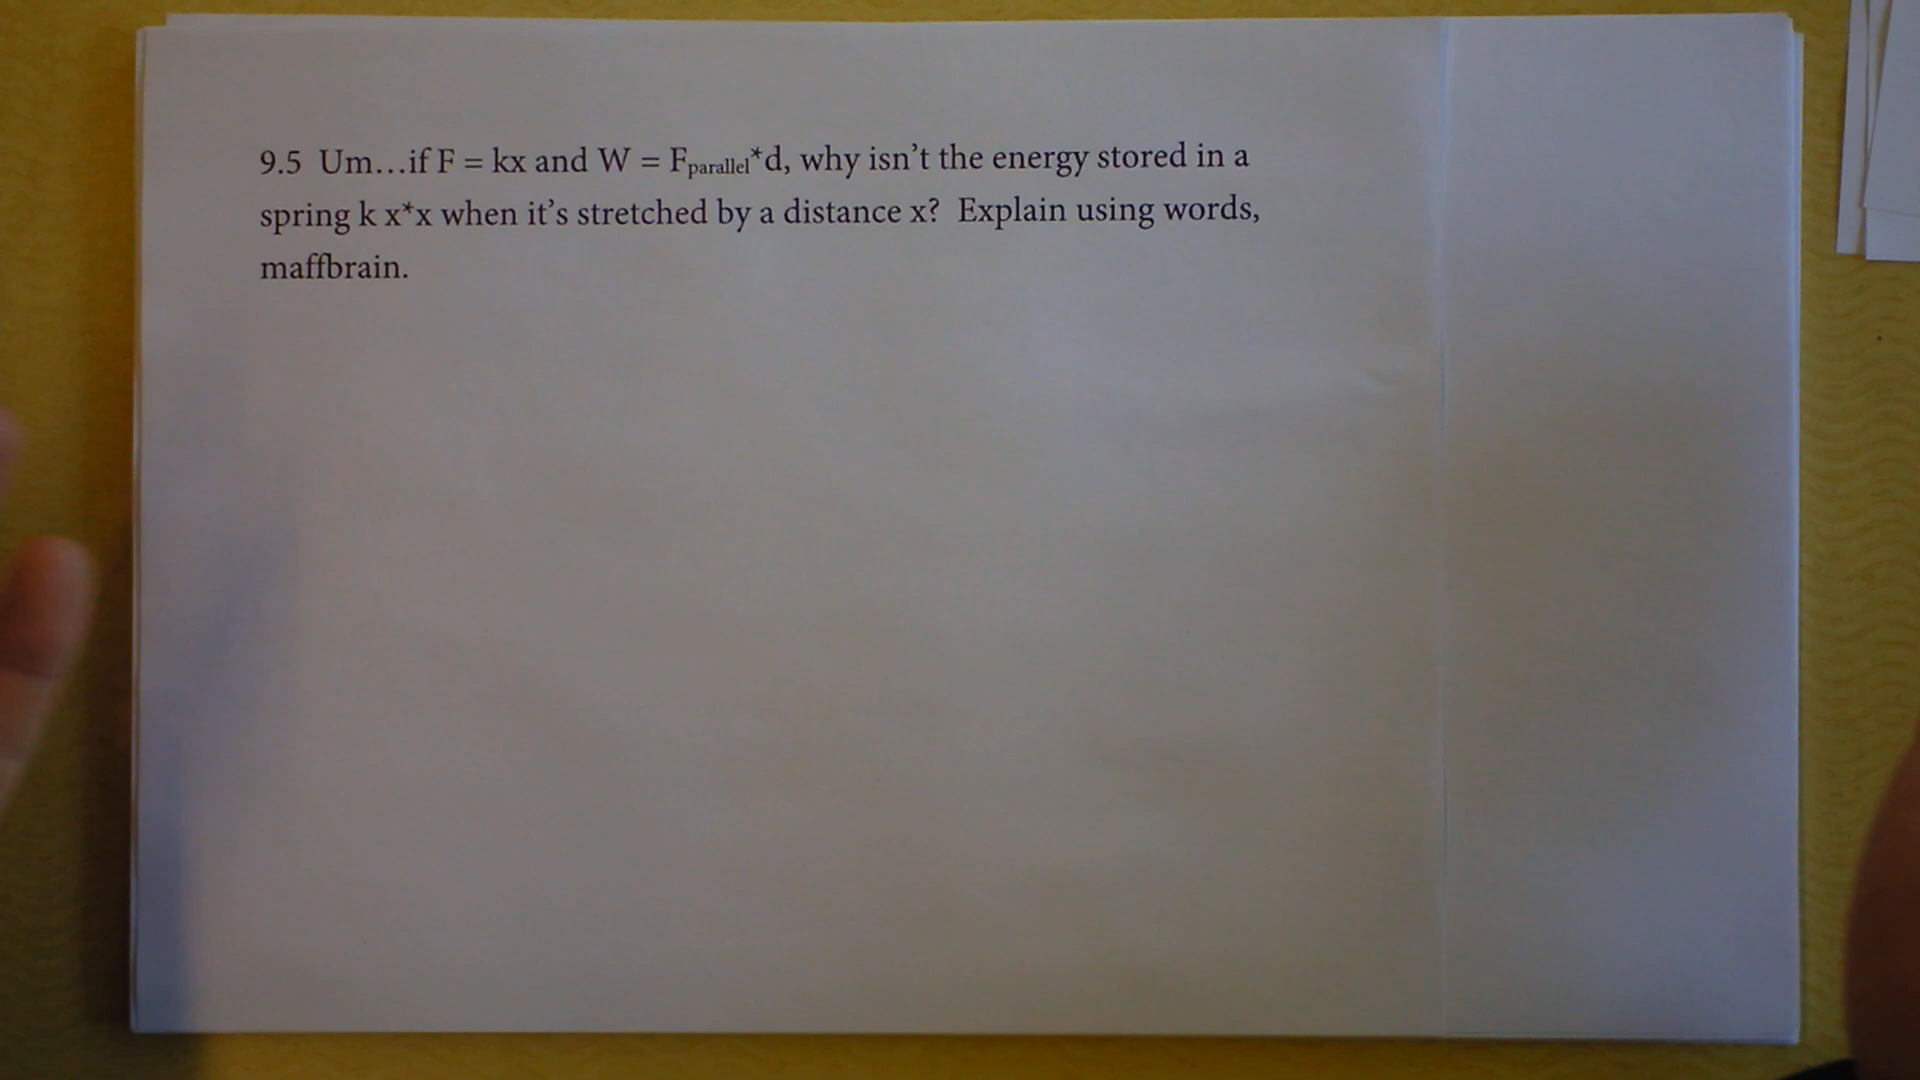 9.5  Um…if F = kx and W = Fparallel*d, why isn’t the energy stored in a
spring k x*x when it’s stretched by a distance x?  Explain using words,
maffbrain.